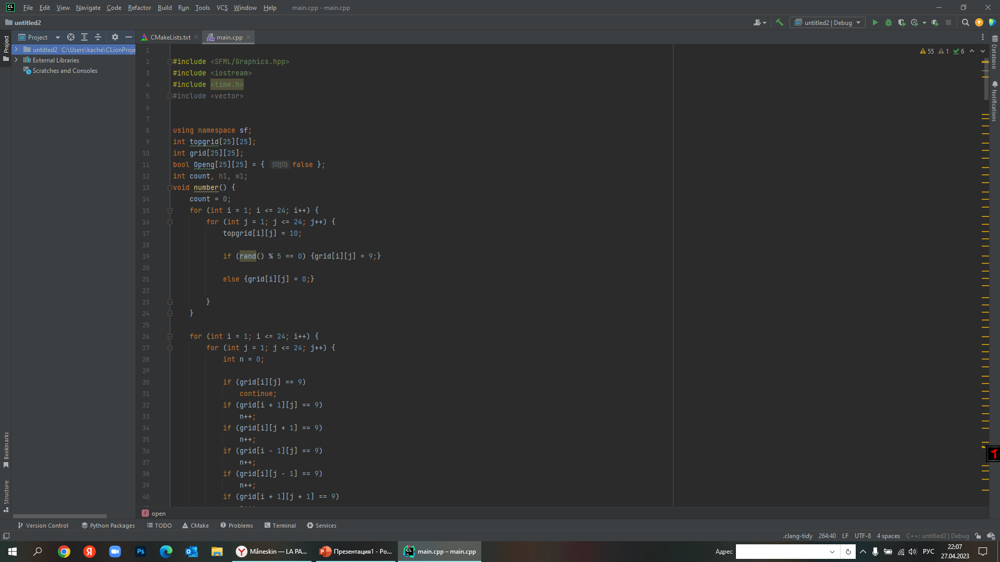 File Edit View Navigate Code Refactor Build Run Tools VCS Window Help main.cpp - main.cpp
untitled2
untitled2 | Debug
Project
CMakeLists.txt
main.cpp
Project
untitled2 C:\Users\kache\CLionProje
External Libraries
Scratches and Consoles
55 1 6
Database
Notifications
1
2 #include <SFML/Graphics.hpp>
3 #include <iostream>
4 #include <time.h>
5 #include <vector>
6
7
8 using namespace sf;
9 int topgrid[25][25];
10 int grid[25][25];
11 bool Openg[25][25] = { [0][0]: false };
12 int count, h1, w1;
13 void number() {
14 count = 0;
15 for (int i = 1; i <= 24; i++) {
16 for (int j = 1; j <= 24; j++) {
17 topgrid[i][j] = 10;
18
19 if (rand() % 5 == 0) {grid[i][j] = 9;}
20
21 else {grid[i][j] = 0;}
22
23 }
24 }
25
26 for (int i = 1; i <= 24; i++) {
27 for (int j = 1; j <= 24; j++) {
28 int n = 0;
29
30 if (grid[i][j] == 9)
31 continue;
32 if (grid[i + 1][j] == 9)
33 n++;
34 if (grid[i][j + 1] == 9)
35 n++;
36 if (grid[i - 1][j] == 9)
37 n++;
38 if (grid[i][j - 1] == 9)
39 n++;
40 if (grid[i + 1][j + 1] == 9)
Bookmarks
Structure
f open
Version Control Python Packages TODO CMake Problems Terminal Services
.clang-tidy 264:40 LF UTF-8 4 spaces C++: untitled2 | Debug
Måneskin — LA PA...
Презентация1 - Po...
main.cpp – main.cpp
Адрес
РУС
22:07
27.04.2023